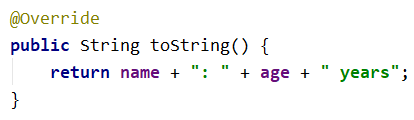 @Override
public String toString() {
    return name + ": " + age + " years";
}